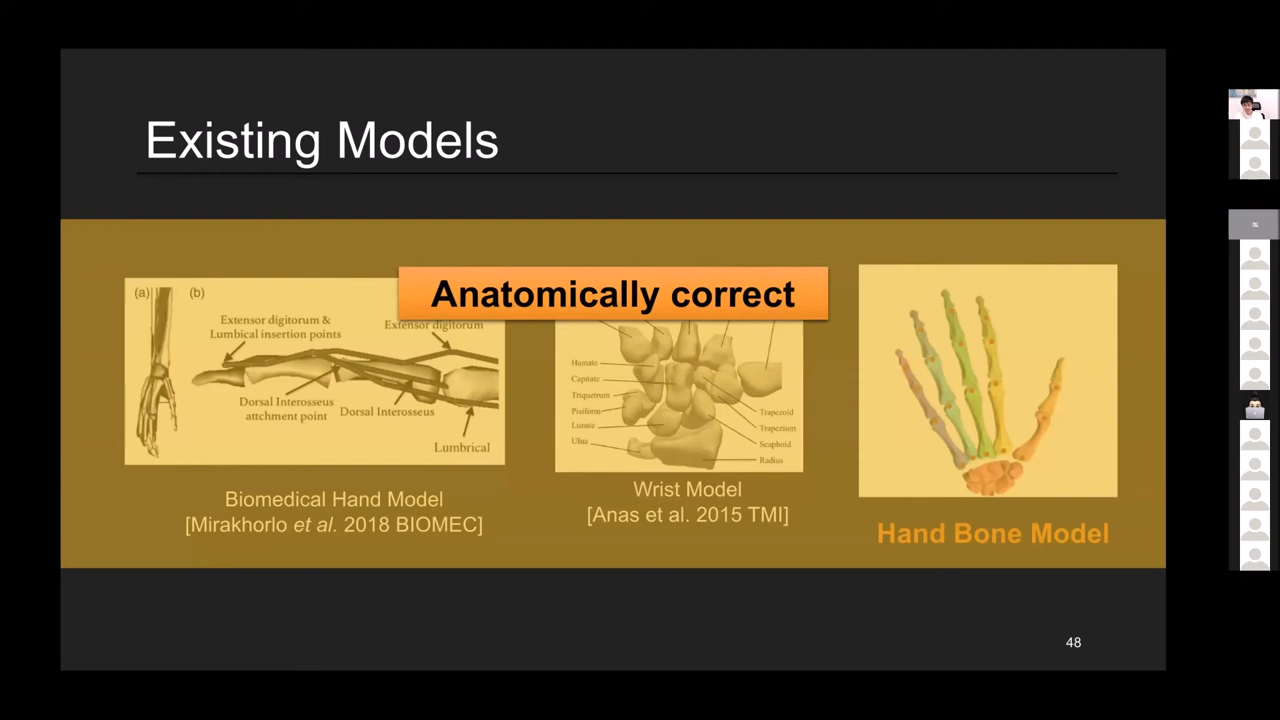 Existing Models
Anatomically correct
(a)
(b)
Extensor digitorum &
Lumbical insertion points
Extensor digitorum
Dorsal Interosseus
attchment point
Dorsal Interosseus
Lumbrical
Hamate
Capitate
Triquetrum
Pisiform
Lunate
Ulna
Trapezoid
Trapezium
Scaphoid
Radius
Biomedical Hand Model
[Mirakhorlo et al. 2018 BIOMEC]
Wrist Model
[Anas et al. 2015 TMI]
Hand Bone Model
48